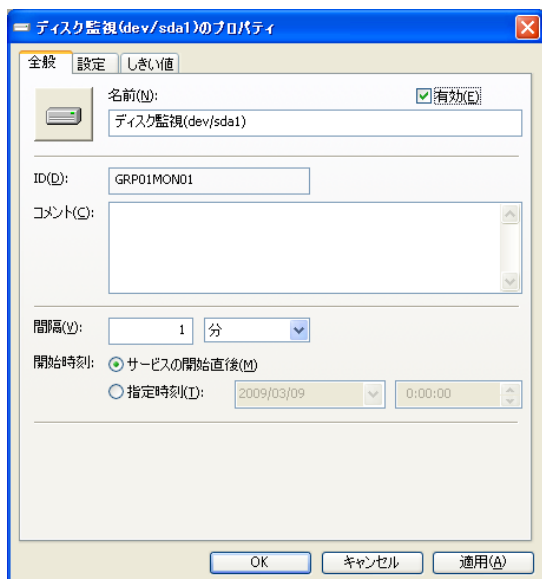 ディスク監視(dev/sda1)のプロパティ
全般 設定 しきい値
名前(N): 有効(E)
ディスク監視(dev/sda1)
ID(D): GRP01MON01
コメント(C):
間隔(V): 1 分
開始時刻: サービスの開始直後(M)
指定時刻(T): 2009/03/09 0:00:00
OK キャンセル 適用(A)